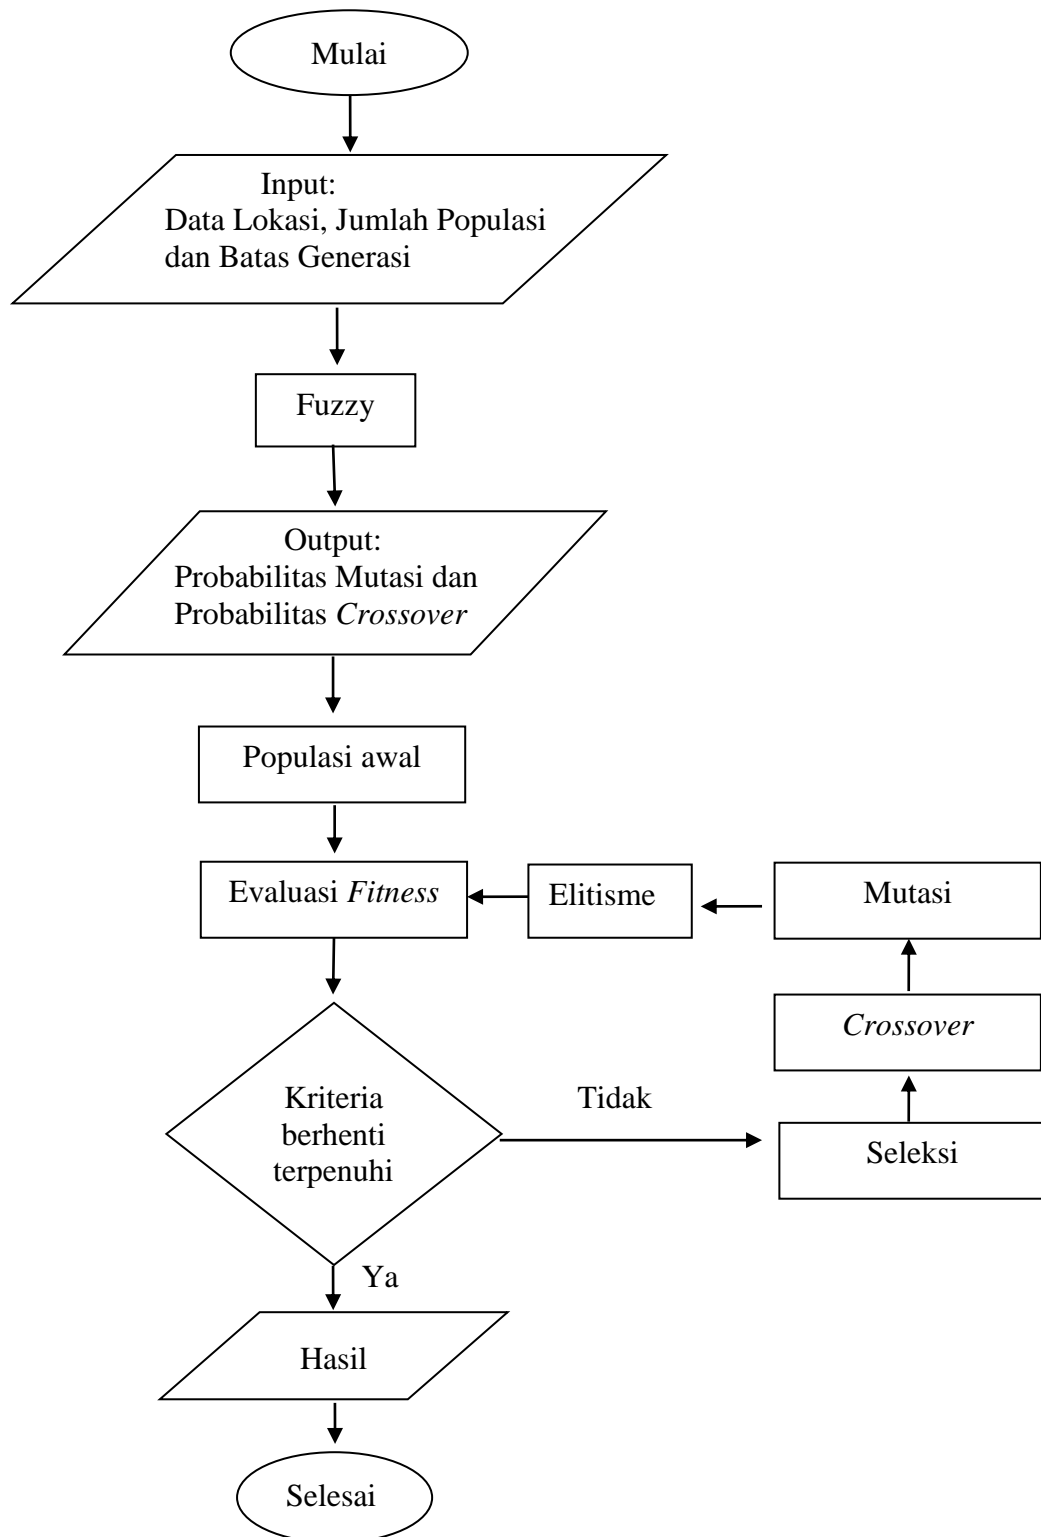 Mulai
Input:
Data Lokasi, Jumlah Populasi
dan Batas Generasi
Fuzzy
Output:
Probabilitas Mutasi dan
Probabilitas Crossover
Populasi awal
Evaluasi Fitness
Elitisme
Mutasi
Crossover
Kriteria
berhenti
terpenuhi
Tidak
Seleksi
Ya
Hasil
Selesai